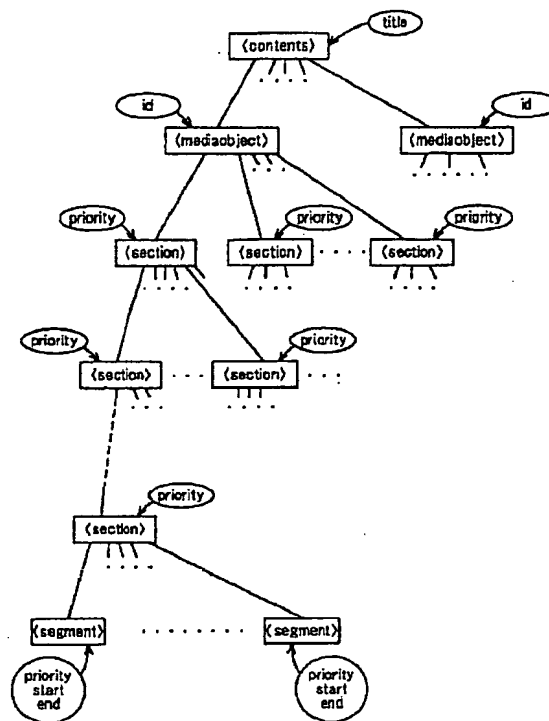 title
⟨contents⟩
id
id
⟨mediaobject⟩
⟨mediaobject⟩
priority
priority
priority
⟨section⟩
⟨section⟩
⟨section⟩
priority
priority
⟨section⟩
⟨section⟩
priority
⟨section⟩
⟨segment⟩
⟨segment⟩
priority
start
end
priority
start
end